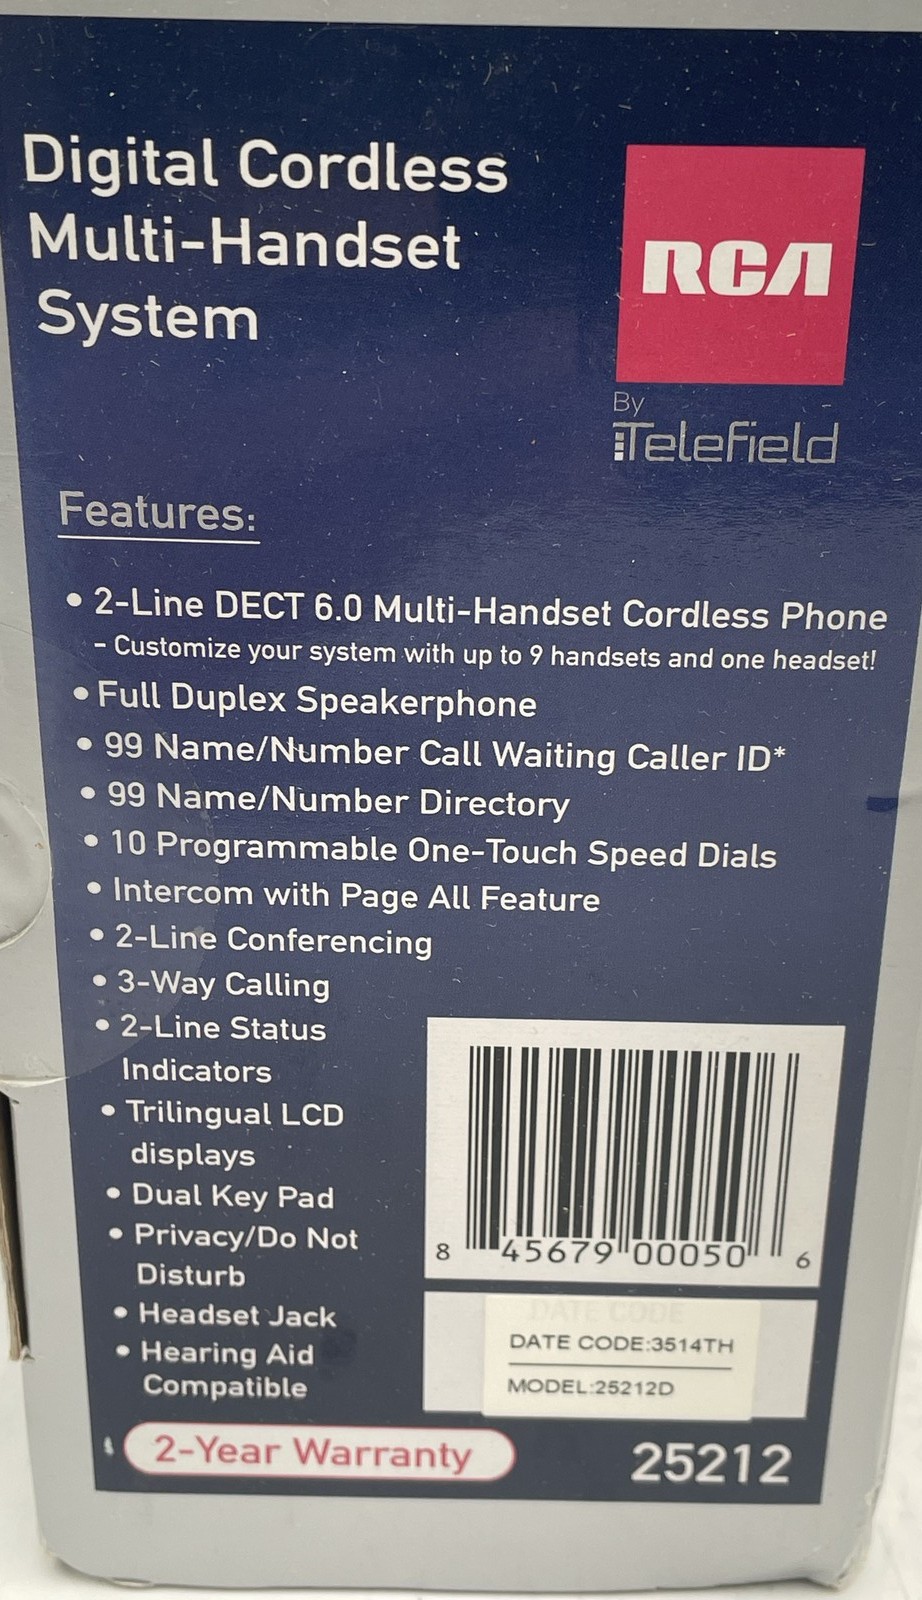 Digital Cordless
Multi-Handset
System
RCA
By
Telefield
Features:
• 2-Line DECT 6.0 Multi-Handset Cordless Phone
- Customize your system with up to 9 handsets and one headset!
• Full Duplex Speakerphone
• 99 Name/Number Call Waiting Caller ID*
• 99 Name/Number Directory
• 10 Programmable One-Touch Speed Dials
• Intercom with Page All Feature
• 2-Line Conferencing
• 3-Way Calling
• 2-Line Status
Indicators
• Trilingual LCD
displays
• Dual Key Pad
• Privacy/Do Not
Disturb
• Headset Jack
• Hearing Aid
Compatible
8 45679 00050 6
DATE CODE
DATE CODE:3514TH
MODEL:25212D
2-Year Warranty
25212